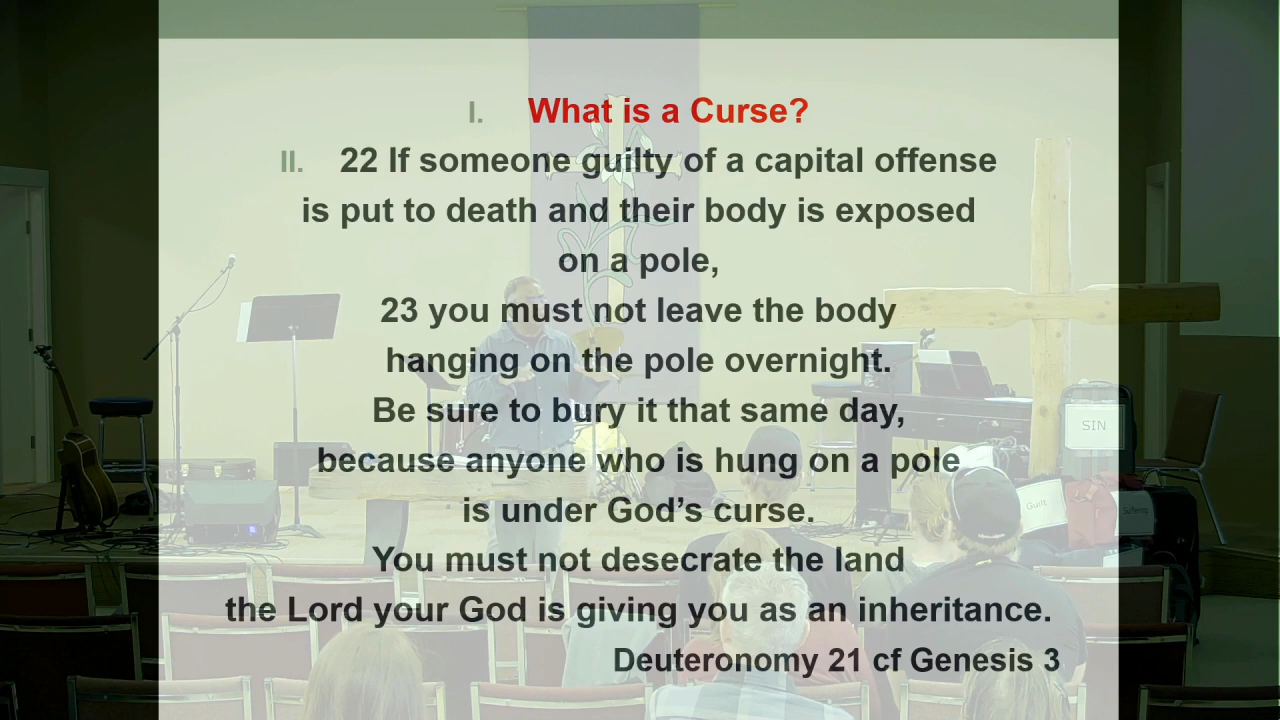 I. What is a Curse?
II. 22 If someone guilty of a capital offense
is put to death and their body is exposed
on a pole,
23 you must not leave the body
hanging on the pole overnight.
Be sure to bury it that same day,
because anyone who is hung on a pole
is under God’s curse.
You must not desecrate the land
the Lord your God is giving you as an inheritance.
Deuteronomy 21 cf Genesis 3
SIN
Guilt
Suffering